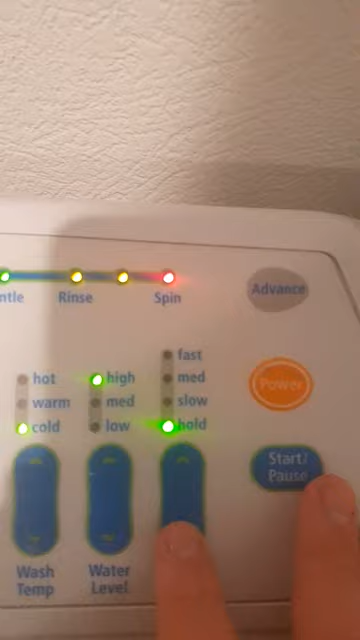 ntle Rinse Spin
Advance
fast
hot high med
warm med slow
cold low hold
Power
Start/
Pause
Wash Water
Temp Level